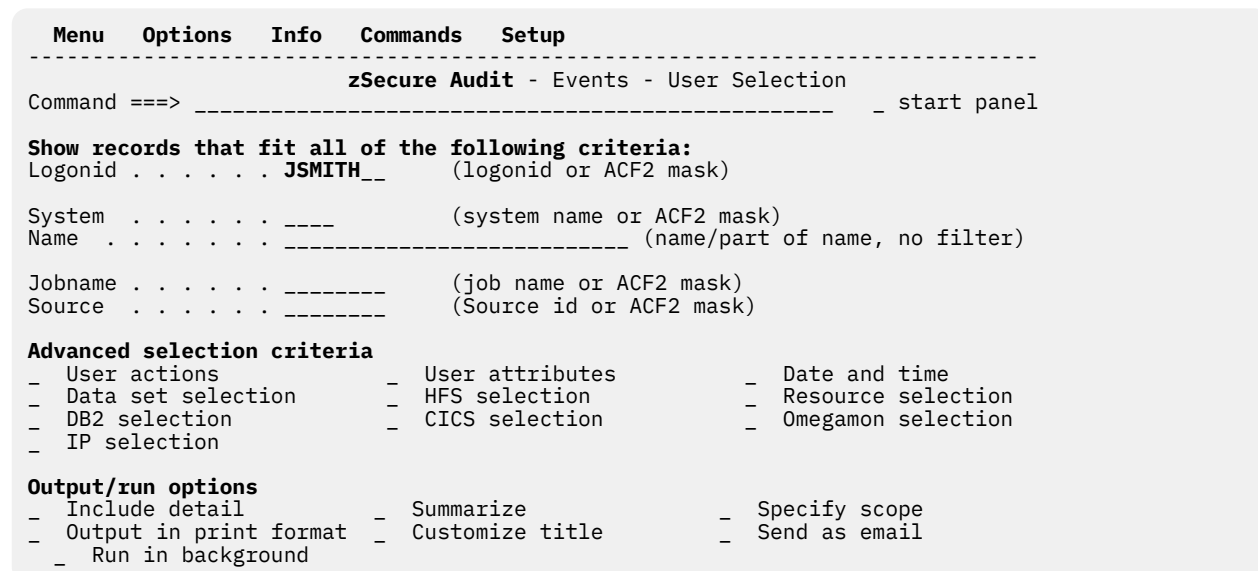 Menu   Options   Info   Commands   Setup
-------------------------------------------------------------------------------
zSecure Audit - Events - User Selection
Command ===> __________________________________________________   _ start panel
Show records that fit all of the following criteria:
Logonid . . . . . . JSMITH__     (logonid or ACF2 mask)
System  . . . . . . ____         (system name or ACF2 mask)
Name  . . . . . . . ___________________________ (name/part of name, no filter)
Jobname . . . . . . ________     (job name or ACF2 mask)
Source  . . . . . . ________     (Source id or ACF2 mask)
Advanced selection criteria
_  User actions             _  User attributes          _  Date and time
_  Data set selection       _  HFS selection            _  Resource selection
_  DB2 selection            _  CICS selection           _  Omegamon selection
_  IP selection
Output/run options
_  Include detail          _  Summarize               _  Specify scope
_  Output in print format  _  Customize title         _  Send as email
_  Run in background